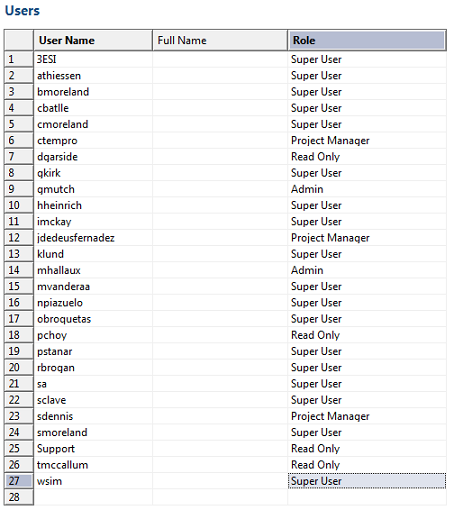 Users
User Name Full Name Role
1 3ESI Super User
2 athiessen Super User
3 bmoreland Super User
4 cbatlle Super User
5 cmoreland Super User
6 ctempro Project Manager
7 dgarside Read Only
8 gkirk Super User
9 gmutch Admin
10 hheinrich Super User
11 imckay Super User
12 jdedeusfernadez Project Manager
13 klund Super User
14 mhallaux Admin
15 mvanderaa Super User
16 npiazuelo Super User
17 obroquetas Super User
18 pchoy Read Only
19 pstanar Super User
20 rbrogan Super User
21 sa Super User
22 sclave Super User
23 sdennis Project Manager
24 smoreland Super User
25 Support Read Only
26 tmccallum Read Only
27 wsim Super User
28